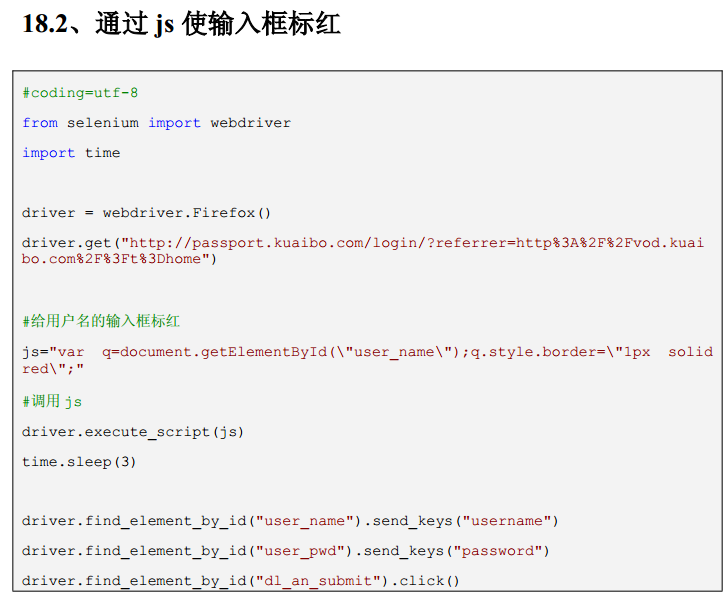 18.2、通过 js 使输入框标红
#coding=utf-8
from selenium import webdriver
import time
driver = webdriver.Firefox()
driver.get("http://passport.kuaibo.com/login/?referrer=http%3A%2F%2Fvod.kuai
bo.com%2F%3Ft%3Dhome")
#给用户名的输入框标红
js="var q=document.getElementById(\"user_name\");q.style.border=\"1px solid
red\";"
#调用 js
driver.execute_script(js)
time.sleep(3)
driver.find_element_by_id("user_name").send_keys("username")
driver.find_element_by_id("user_pwd").send_keys("password")
driver.find_element_by_id("dl_an_submit").click()